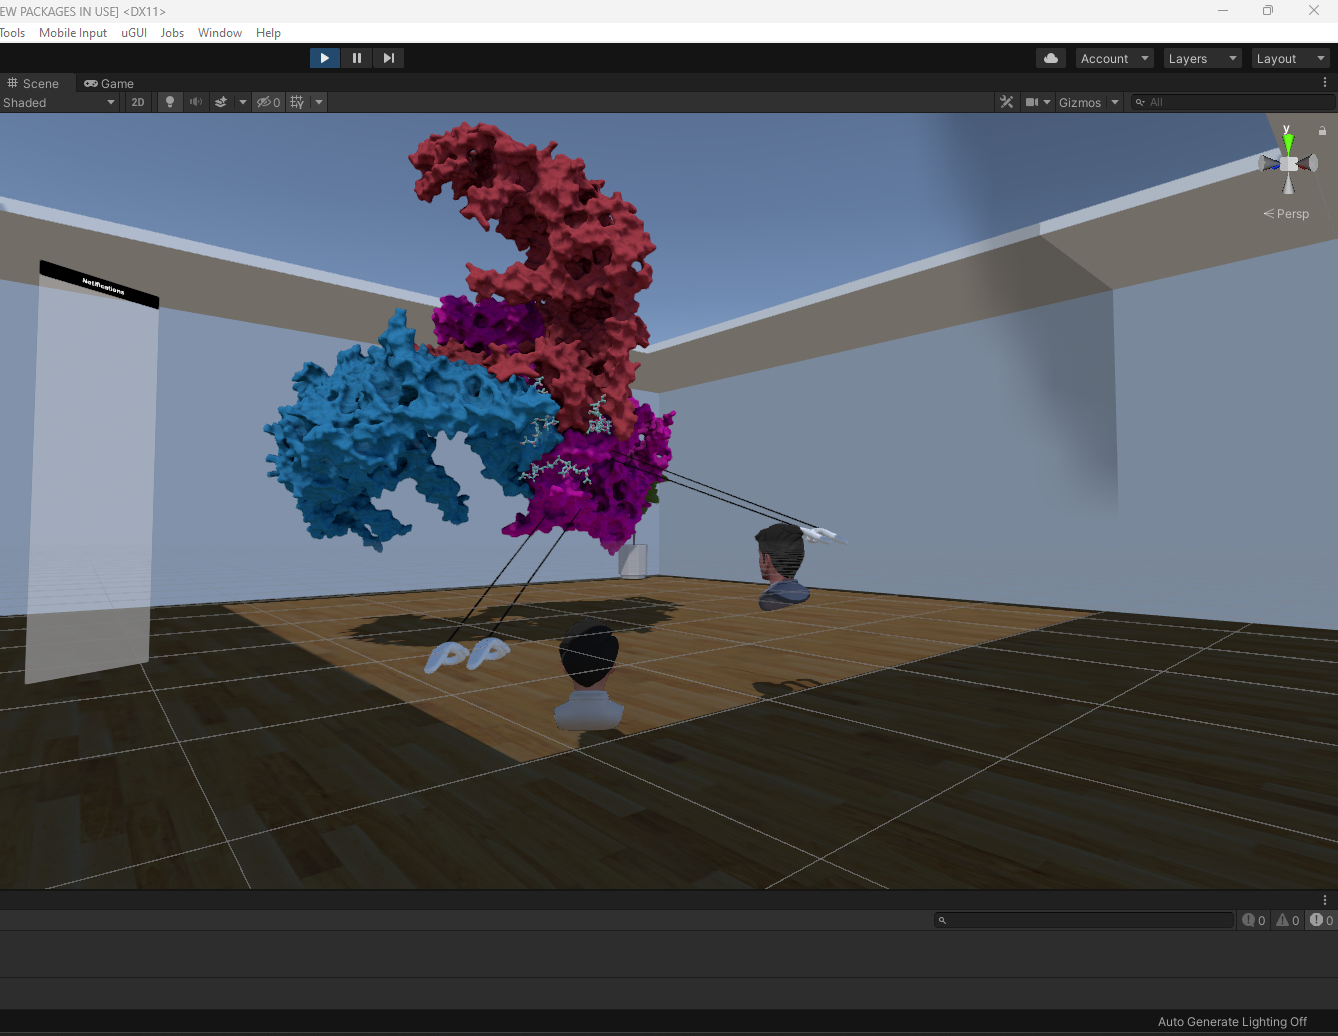 EW PACKAGES IN USE] <DX11>
Tools Mobile Input uGUI Jobs Window Help
Account Layers Layout
Scene Game
Shaded 2D 0 Gizmos All
y
Persp
Notifications
0 0 0
Auto Generate Lighting Off